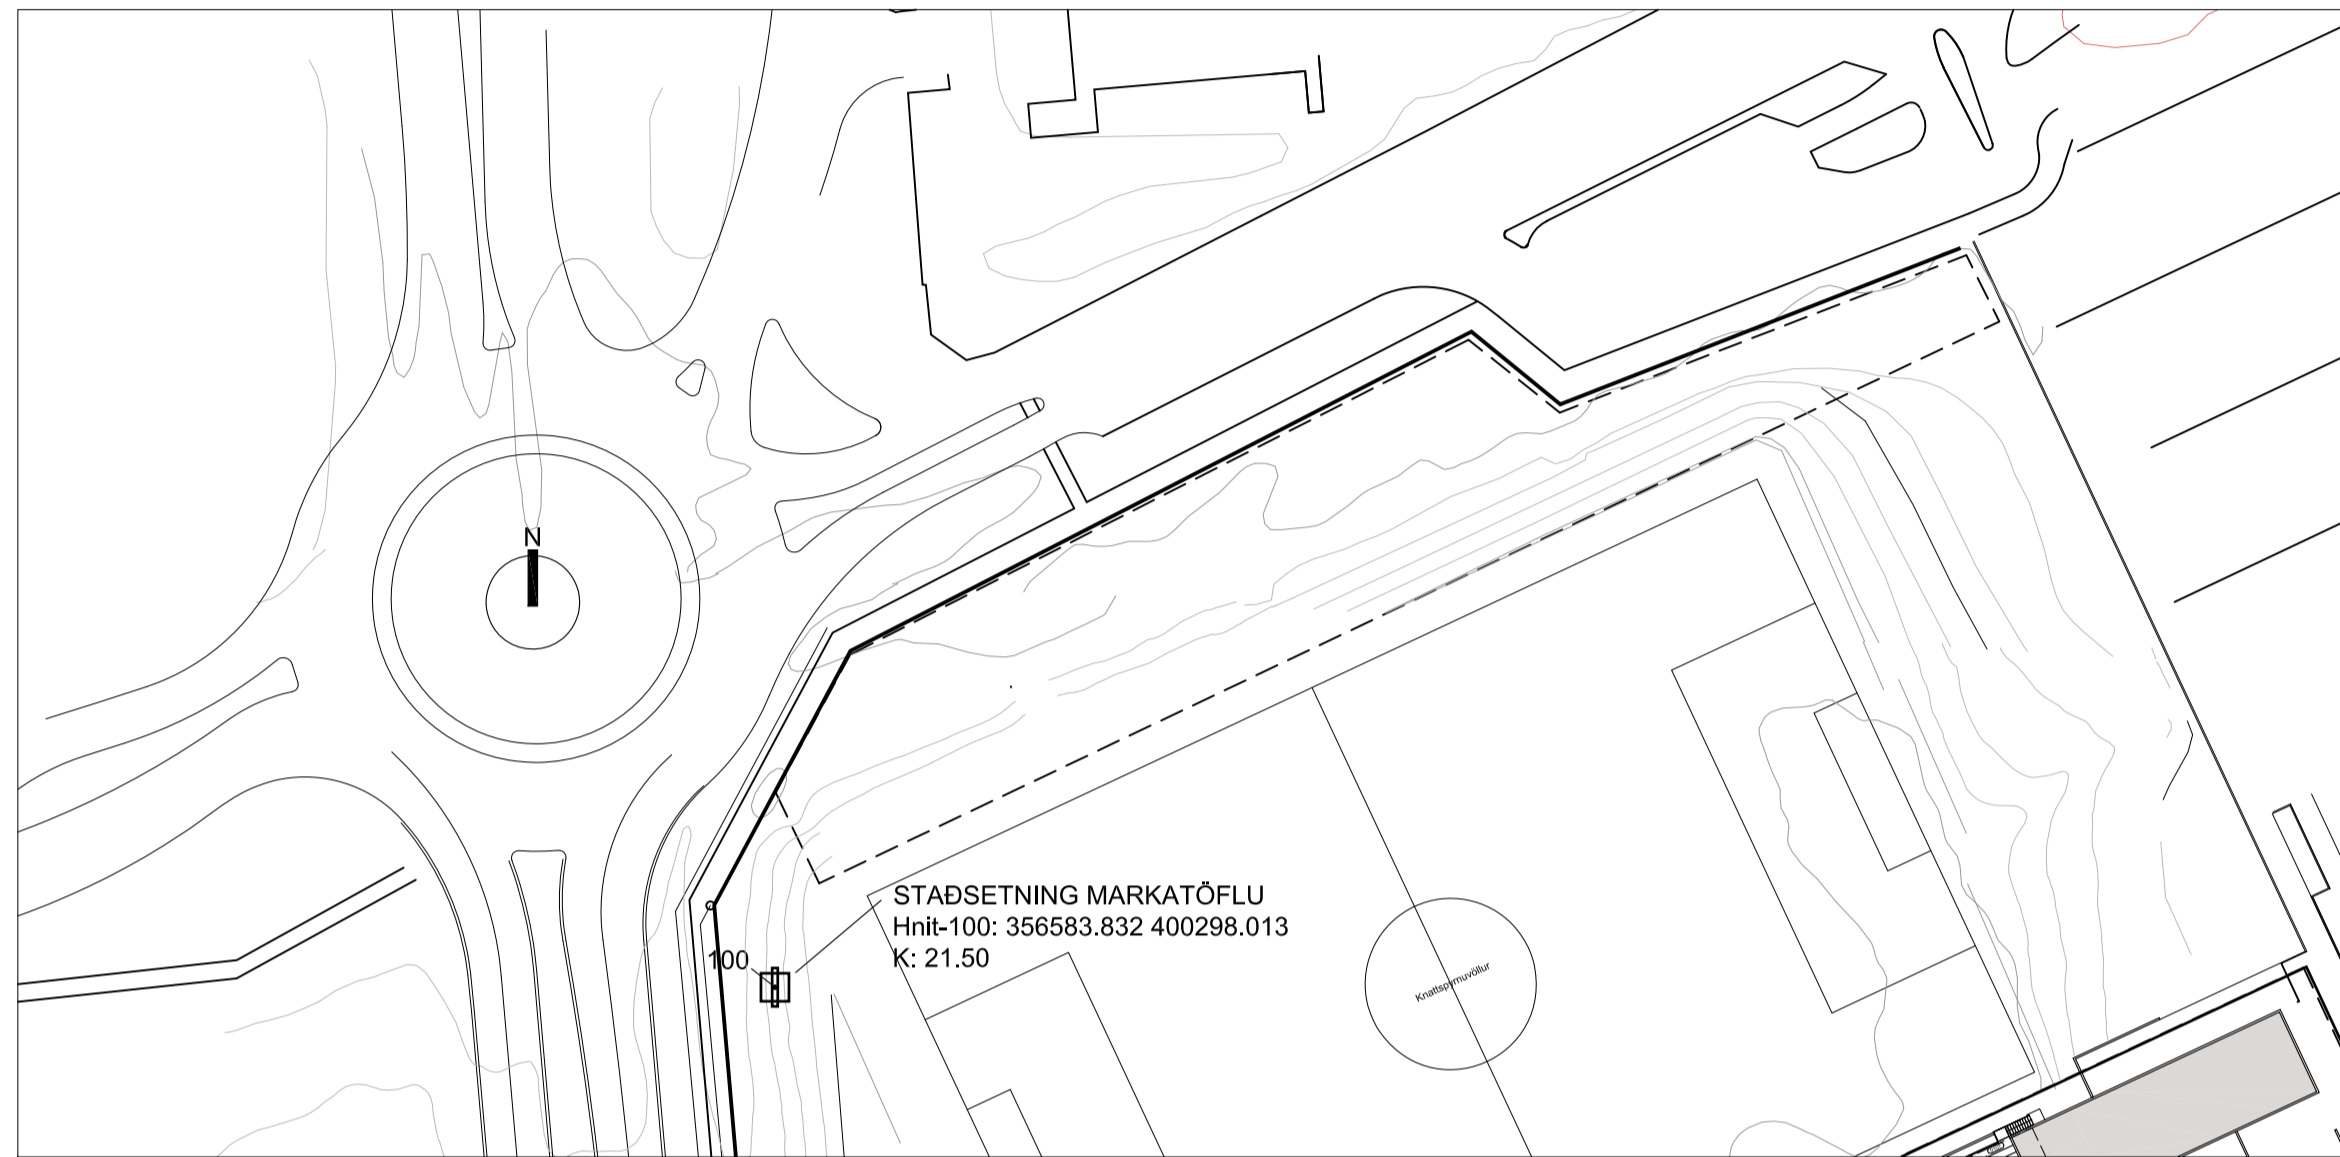 N
STAÐSETNING MARKATÖFLU
Hnit-100: 356583.832 400298.013
K: 21.50
100
Knattspyrnuvöllur